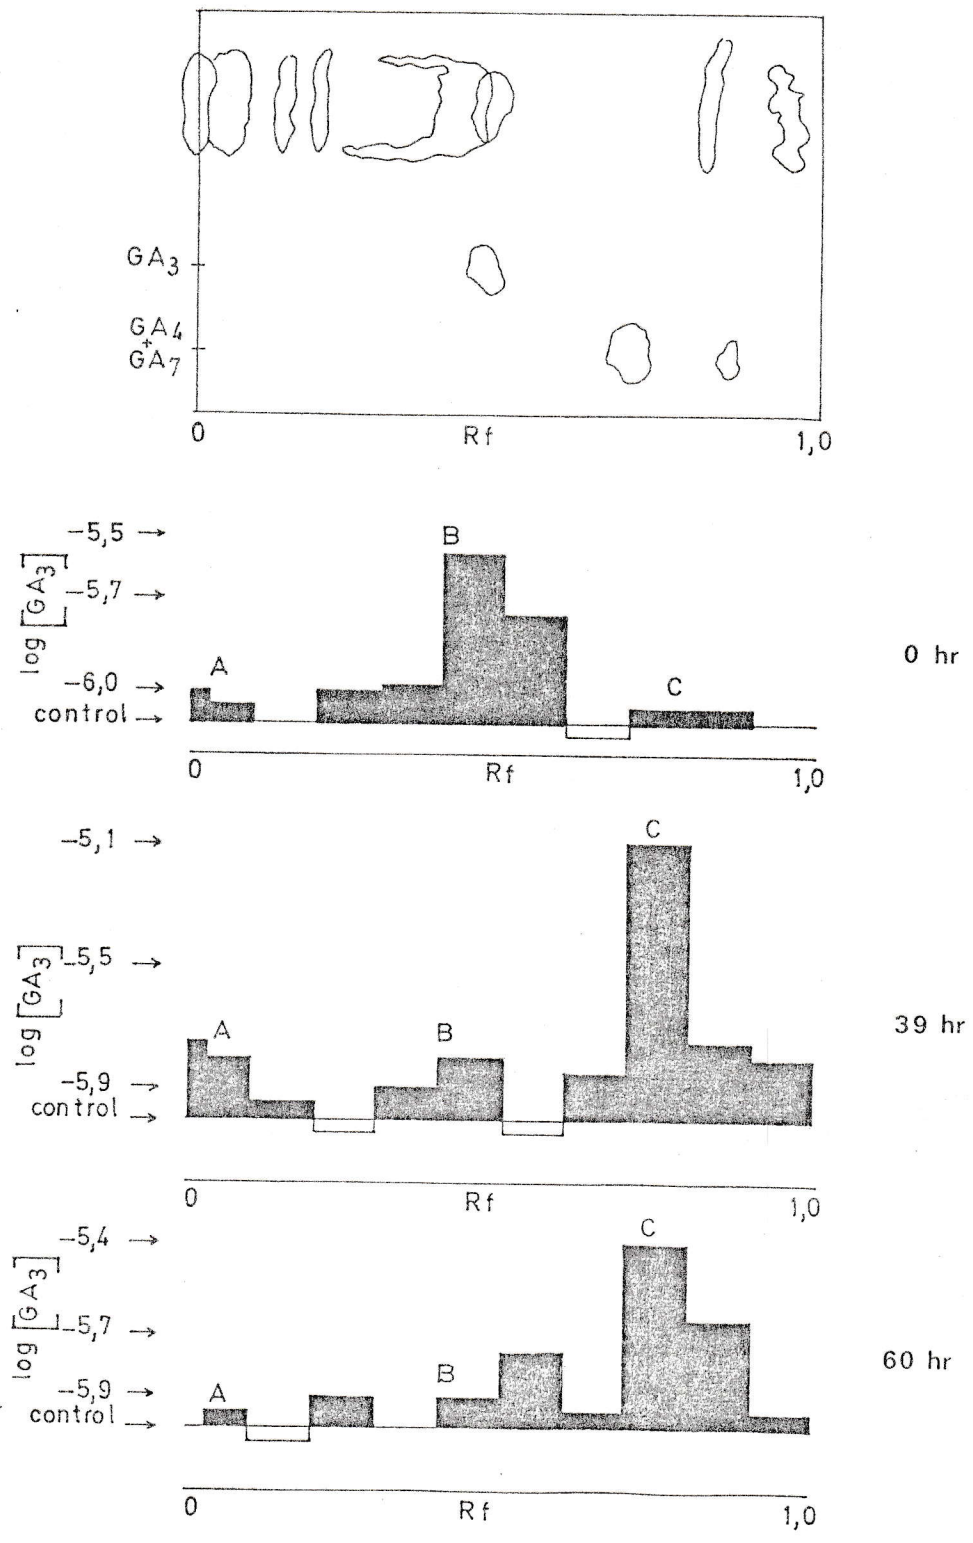 GA3
GA4
+
GA7
0 Rf 1,0
B
−5,5 →
log [GA3]
−5,7 →
A
C
0 hr
−6,0 →
control →
0 Rf 1,0
C
−5,1 →
log [GA3]
−5,5 →
A
B
39 hr
−5,9 →
control →
0 Rf 1,0
C
−5,4 →
log [GA3]
−5,7 →
60 hr
B
A
−5,9 →
control →
0 Rf 1,0